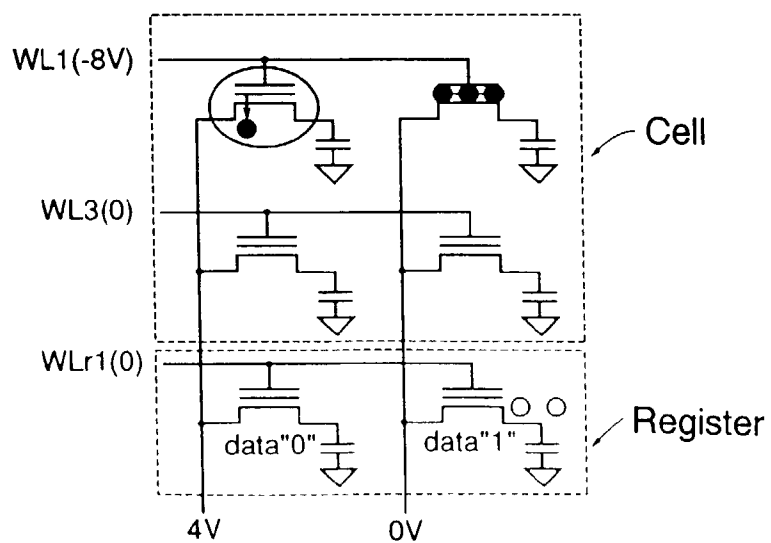 WL1(-8V)
Cell
WL3(0)
WLr1(0)
data"0"
data"1"
Register
4V
0V